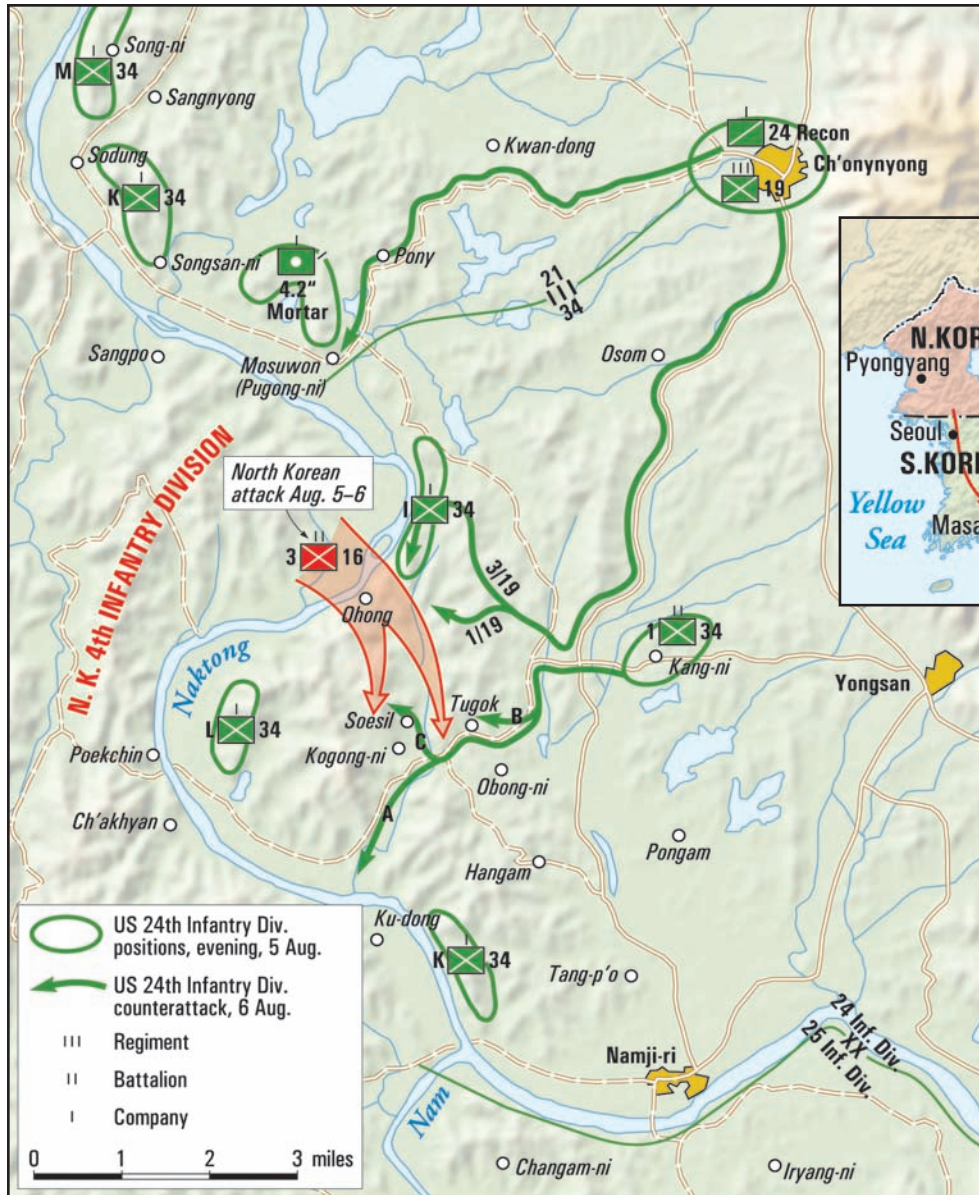 Song-ni
M 34
Sangnyong
Sodung
K 34
Songsan-ni
4.2"
Mortar
Pony
Kwan-dong
24 Recon
Ch'onynyong
19
21
III
34
Sangpo
Mosuwon
(Pugong-ni)
Osom
N.KOR
Pyongyang
Seoul
S.KORE
Yellow
Sea
Masa
N. K. 4th INFANTRY DIVISION
North Korean
attack Aug. 5–6
3 16
I 34
Ohong
3/19
1/19
1 34
Kang-ni
Yongsan
Naktong
L 34
Soesil
Tugok
B
C
Kogong-ni
Obong-ni
Poekchin
Ch'akhyan
A
Hangam
Pongam
Ku-dong
K 34
Tang-p'o
24 Inf. Div.
XX
25 Inf. Div.
Namji-ri
Nam
Changam-ni
Iryang-ni
US 24th Infantry Div.
positions, evening, 5 Aug.
US 24th Infantry Div.
counterattack, 6 Aug.
III Regiment
II Battalion
I Company
0 1 2 3 miles